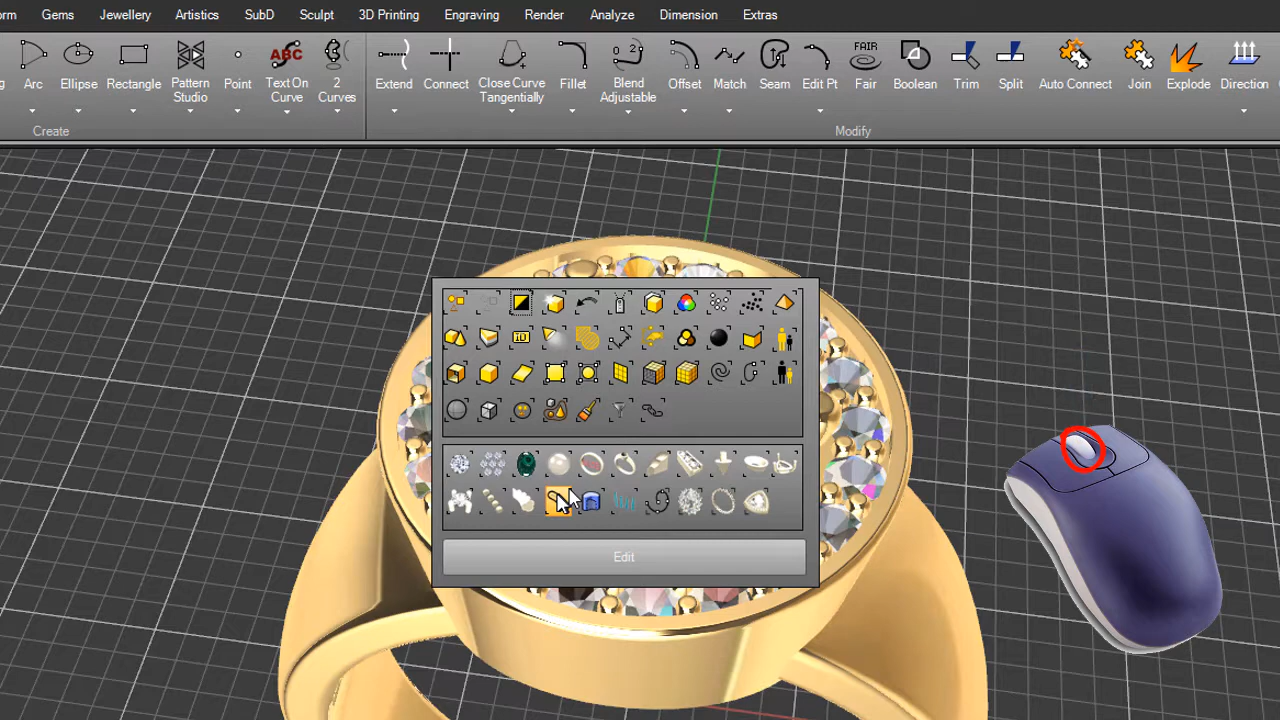 rm Gems Jewellery Artistics SubD Sculpt 3D Printing Engraving Render Analyze Dimension Extras
ABC 2 FAIR
g Arc Ellipse Rectangle Pattern Studio Point Text On Curve 2 Curves Extend Connect Close Curve Tangentially Fillet Blend Adjustable Offset Match Seam Edit Pt Fair Boolean Trim Split Auto Connect Join Explode Direction
Create Modify
Edit